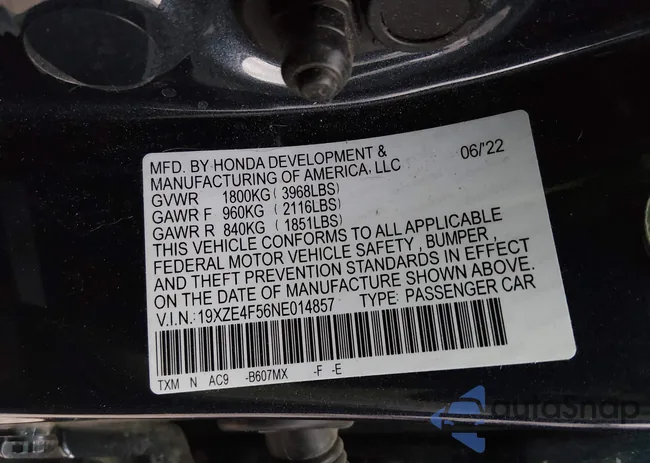 MFD. BY HONDA DEVELOPMENT & 06/'22
MANUFACTURING OF AMERICA, LLC
GVWR 1800KG ( 3968LBS)
GAWR F 960KG ( 2116LBS)
GAWR R 840KG ( 1851LBS)
THIS VEHICLE CONFORMS TO ALL APPLICABLE
FEDERAL MOTOR VEHICLE SAFETY , BUMPER,
AND THEFT PREVENTION STANDARDS IN EFFECT
ON THE DATE OF MANUFACTURE SHOWN ABOVE.
V.I.N.:19XZE4F56NE014857 TYPE: PASSENGER CAR
TXM N AC9 -B607MX -F -E
autoSnap